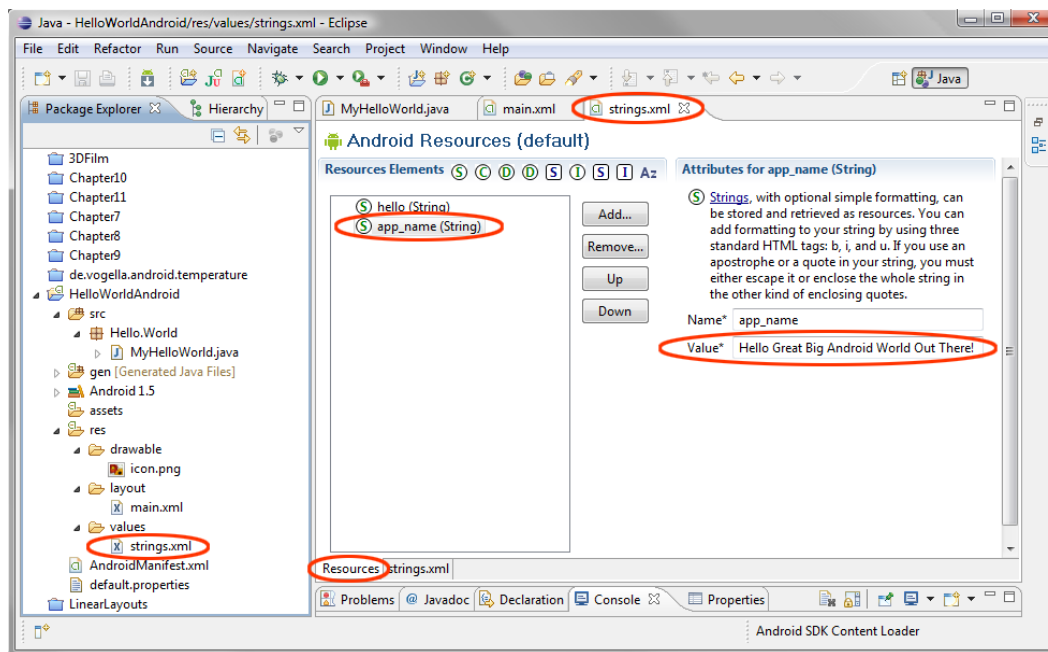 Java - HelloWorldAndroid/res/values/strings.xml - Eclipse
File Edit Refactor Run Source Navigate Search Project Window Help
Java
Package Explorer Hierarchy
3DFilm
Chapter10
Chapter11
Chapter7
Chapter8
Chapter9
de.vogella.android.temperature
HelloWorldAndroid
src
Hello.World
MyHelloWorld.java
gen [Generated Java Files]
Android 1.5
assets
res
drawable
icon.png
layout
main.xml
values
strings.xml
AndroidManifest.xml
default.properties
LinearLayouts
MyHelloWorld.java main.xml strings.xml
Android Resources (default)
Resources Elements S C D D S I S I Az
S hello (String)
S app_name (String)
Add...
Remove...
Up
Down
Attributes for app_name (String)
S Strings, with optional simple formatting, can
be stored and retrieved as resources. You can
add formatting to your string by using three
standard HTML tags: b, i, and u. If you use an
apostrophe or a quote in your string, you must
either escape it or enclose the whole string in
the other kind of enclosing quotes.
Name* app_name
Value* Hello Great Big Android World Out There!
Resources strings.xml
Problems @ Javadoc Declaration Console Properties
Android SDK Content Loader